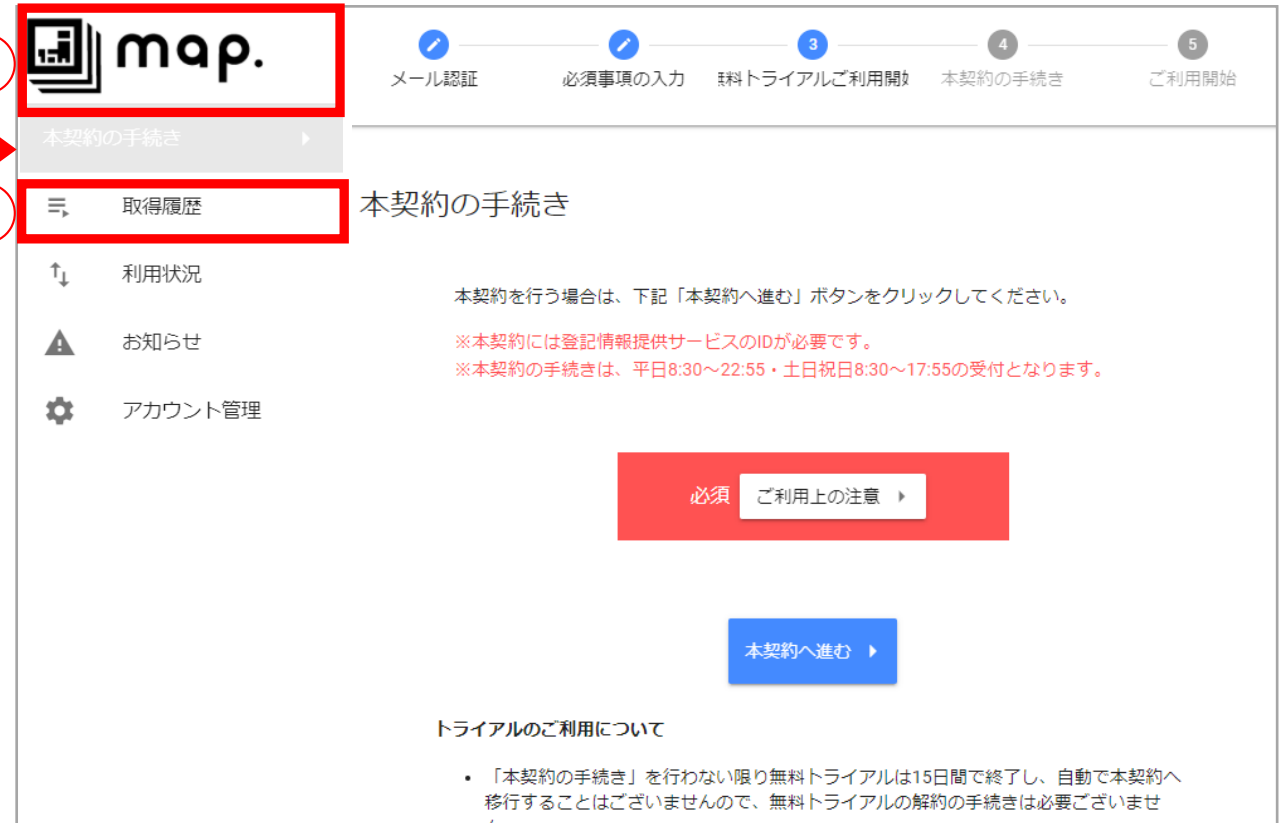 map.
メール認証
必須事項の入力
無料トライアルご利用開始
3
4
本契約の手続き
5
ご利用開始
本契約の手続き
取得履歴
利用状況
お知らせ
アカウント管理
本契約の手続き
本契約を行う場合は、下記「本契約へ進む」ボタンをクリックしてください。
※本契約には登記情報提供サービスのIDが必要です。
※本契約の手続きは、平日8:30～22:55・土日祝日8:30～17:55の受付となります。
必須 ご利用上の注意
本契約へ進む
トライアルのご利用について
• 「本契約の手続き」を行わない限り無料トライアルは15日間で終了し、自動で本契約へ
移行することはございませんので、無料トライアルの解約の手続きは必要ございませ